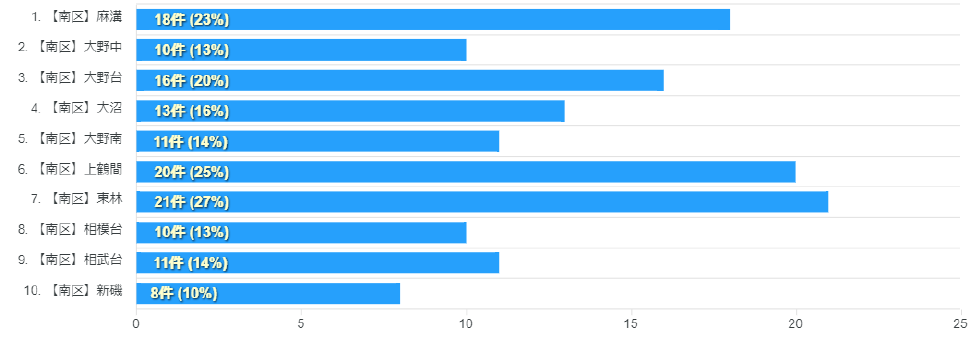 1. 【南区】麻溝 18件 (23%)
2. 【南区】大野中 10件 (13%)
3. 【南区】大野台 16件 (20%)
4. 【南区】大沼 13件 (16%)
5. 【南区】大野南 11件 (14%)
6. 【南区】上鶴間 20件 (25%)
7. 【南区】東林 21件 (27%)
8. 【南区】相模台 10件 (13%)
9. 【南区】相武台 11件 (14%)
10. 【南区】新磯 8件 (10%)
0 5 10 15 20 25